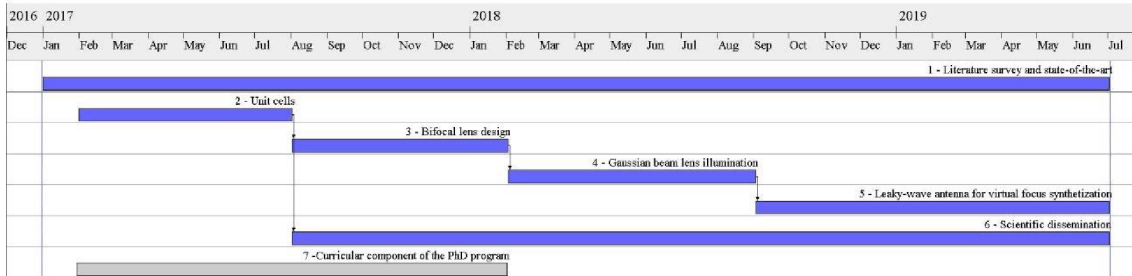 2016 2017 2018 2019
Dec Jan Feb Mar Apr May Jun Jul Aug Sep Oct Nov Dec Jan Feb Mar Apr May Jun Jul Aug Sep Oct Nov Dec Jan Feb Mar Apr May Jun Jul
1 - Literature survey and state-of-the-art
2 - Unit cells
3 - Bifocal lens design
4 - Gaussian beam lens illumination
5 - Leaky-wave antenna for virtual focus synthetization
6 - Scientific dissemination
7 -Curricular component of the PhD program